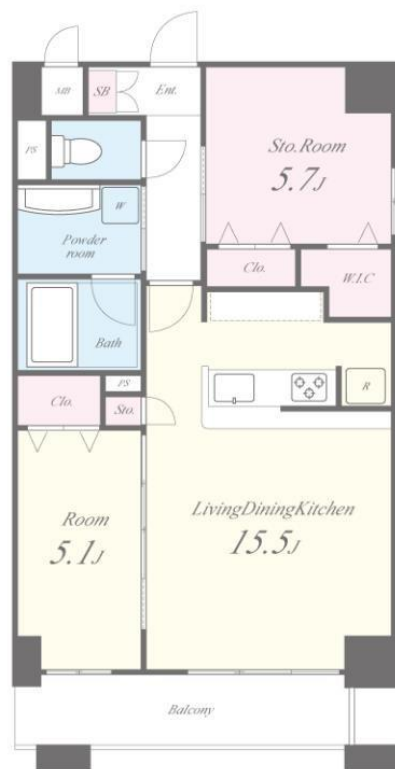 MB
SB
Ent.
PS
Sto.Room
5.7J
W
Powder
room
Clo.
W.I.C
Bath
PS
Clo.
Sto.
R
Room
5.1J
LivingDiningKitchen
15.5J
Balcony